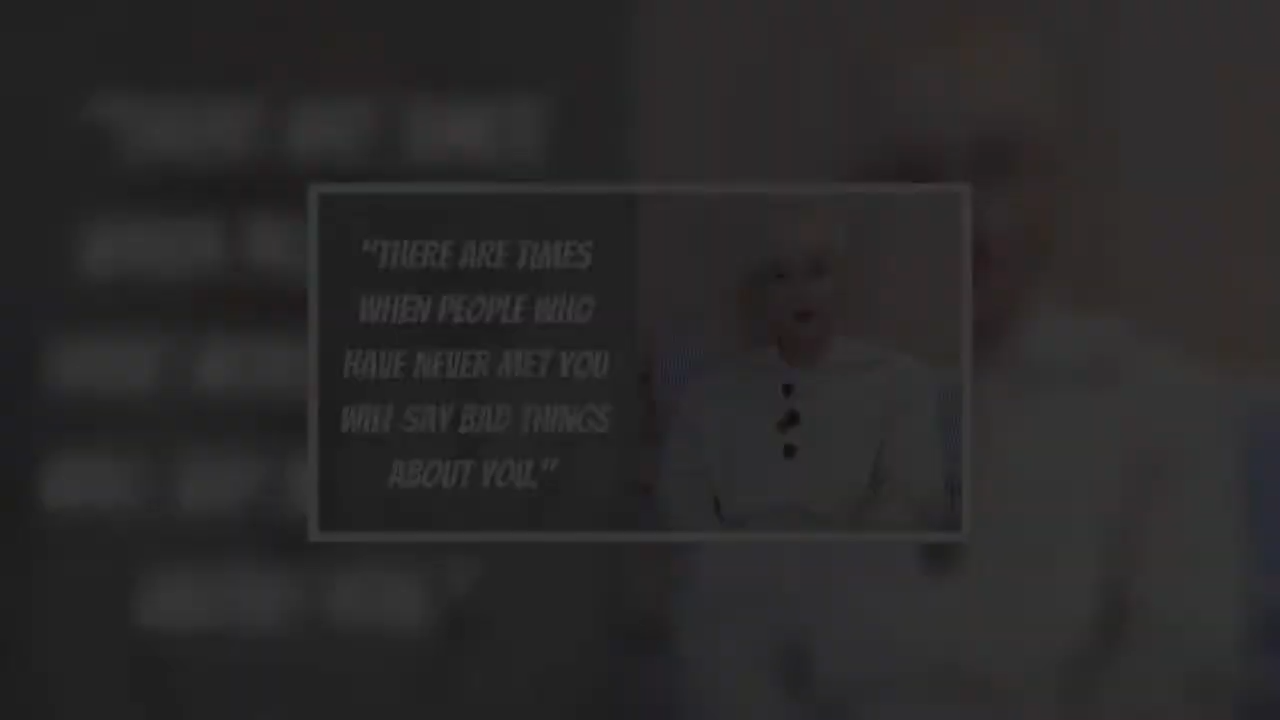 "THERE ARE TIMES
WHEN PEOPLE WHO
HAVE NEVER MET YOU
WILL SAY BAD THINGS
ABOUT YOU."